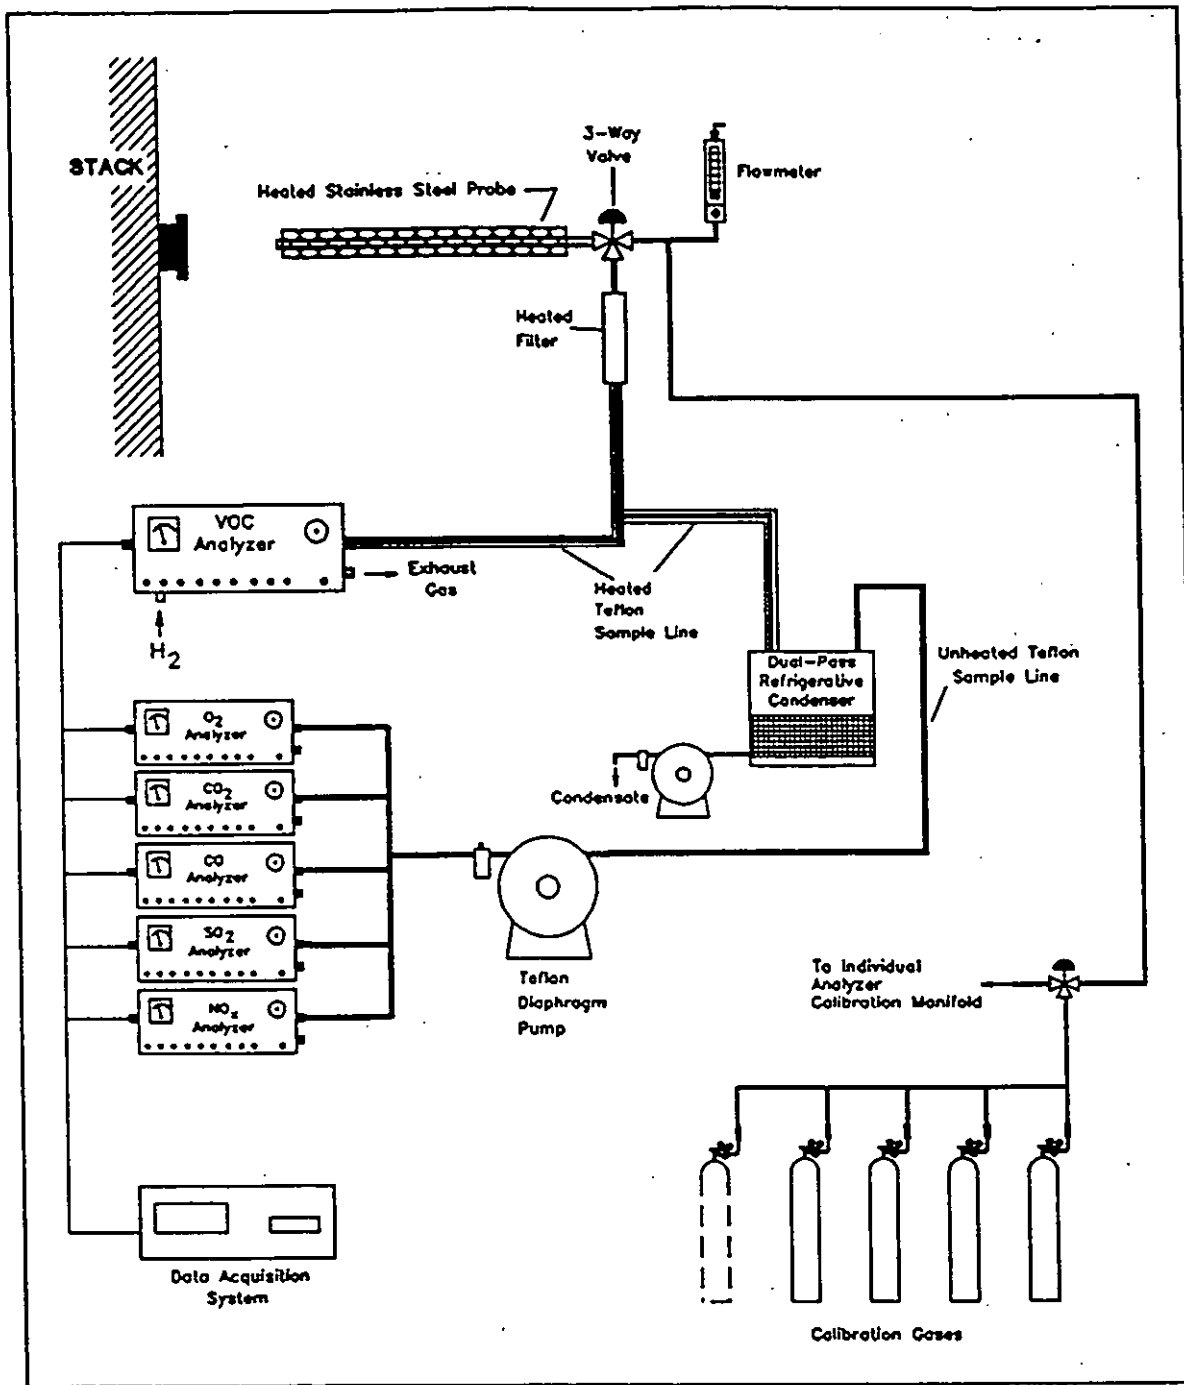 3-Way
Valve
STACK
Flowmeter
Heated Stainless Steel Probe
Heated
Filter
VOC
Analyzer
Exhaust
Gas
H2
Heated
Teflon
Sample Line
Dual-Pass
Refrigerative
Condenser
Unheated Teflon
Sample Line
O2
Analyzer
CO2
Analyzer
Condensate
CO
Analyzer
SO2
Analyzer
NOx
Analyzer
Teflon
Diaphragm
Pump
To Individual
Analyzer
Calibration Manifold
Data Acquisition
System
Calibration Gases